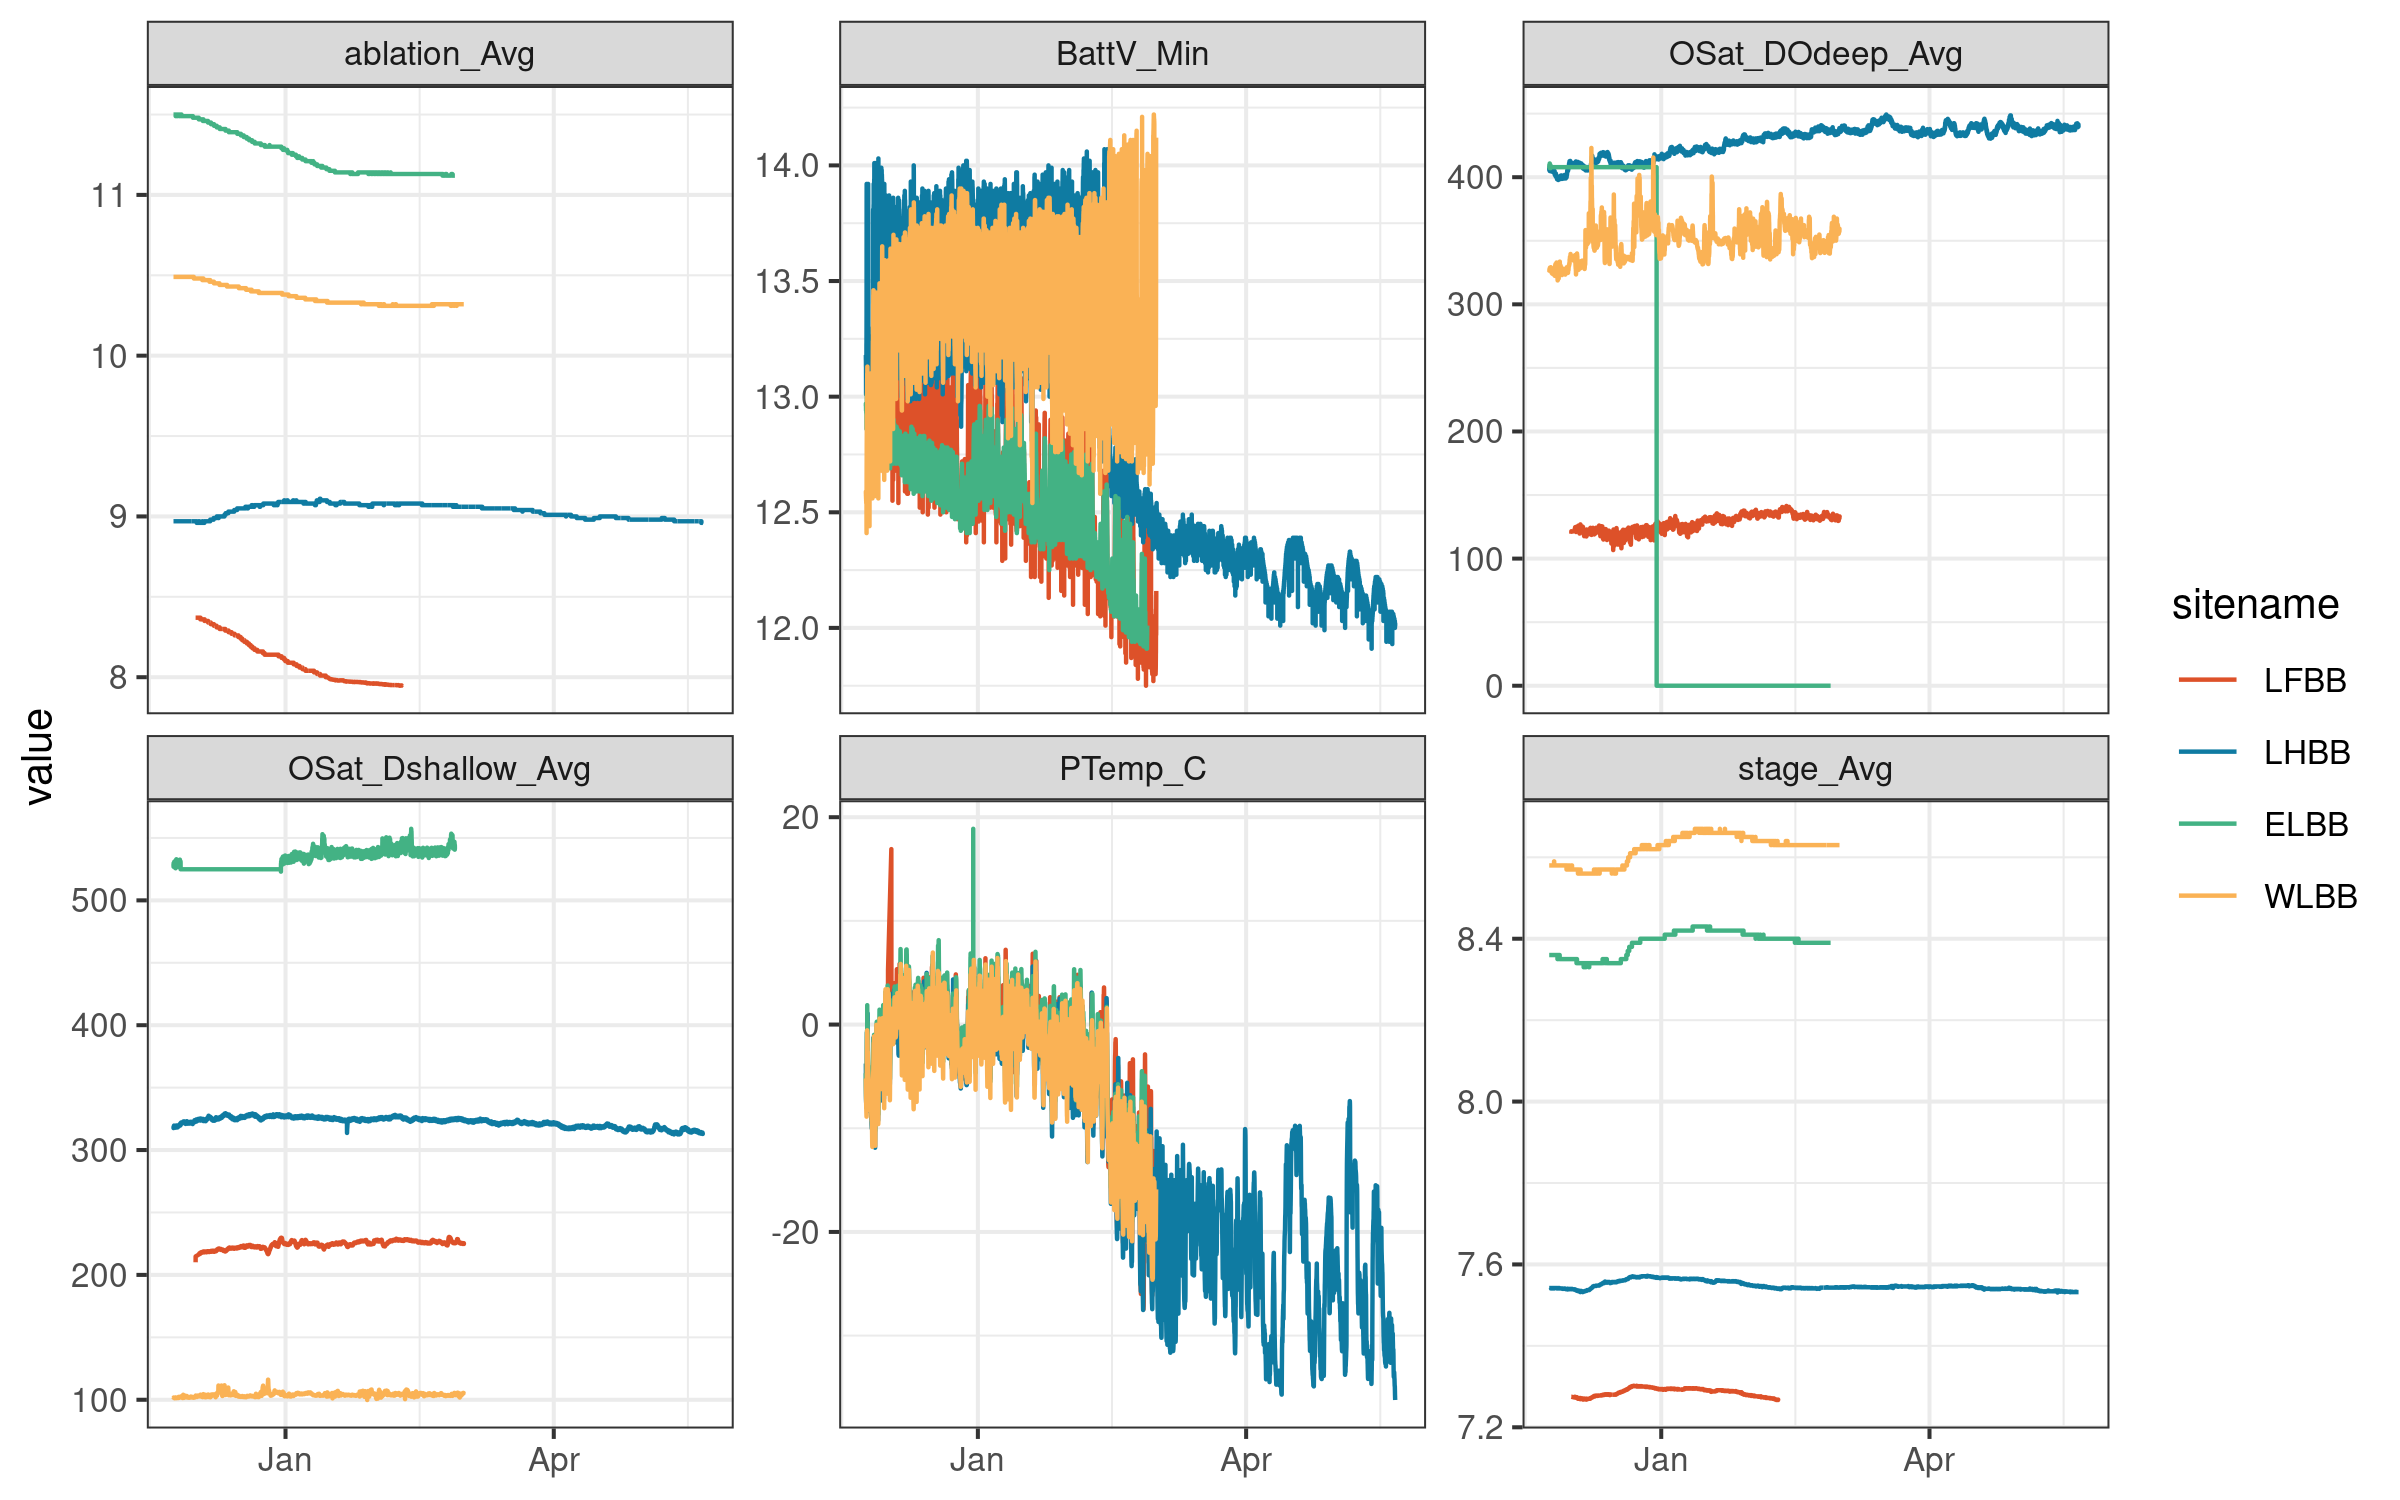 ablation_Avg
BattV_Min
OSat_DOdeep_Avg
11
10
9
8
14.0
13.5
13.0
12.5
12.0
400
300
200
100
0
value
OSat_Dshallow_Avg
PTemp_C
stage_Avg
500
400
300
200
100
20
0
-20
8.4
8.0
7.6
7.2
Jan
Apr
Jan
Apr
Jan
Apr
sitename
LFBB
LHBB
ELBB
WLBB